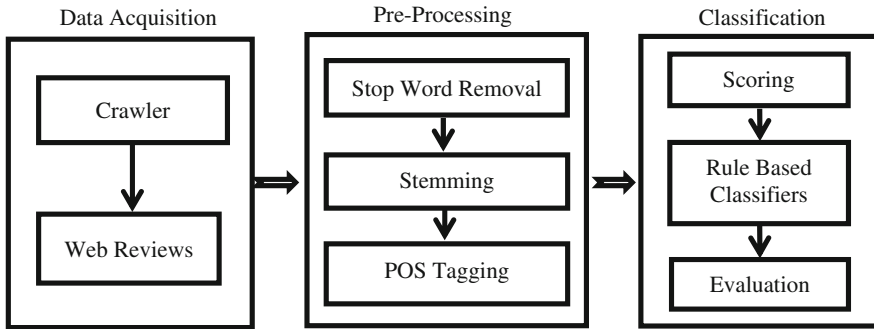 Data Acquisition
Crawler
Web Reviews
Pre-Processing
Stop Word Removal
Stemming
POS Tagging
Classification
Scoring
Rule Based
Classifiers
Evaluation